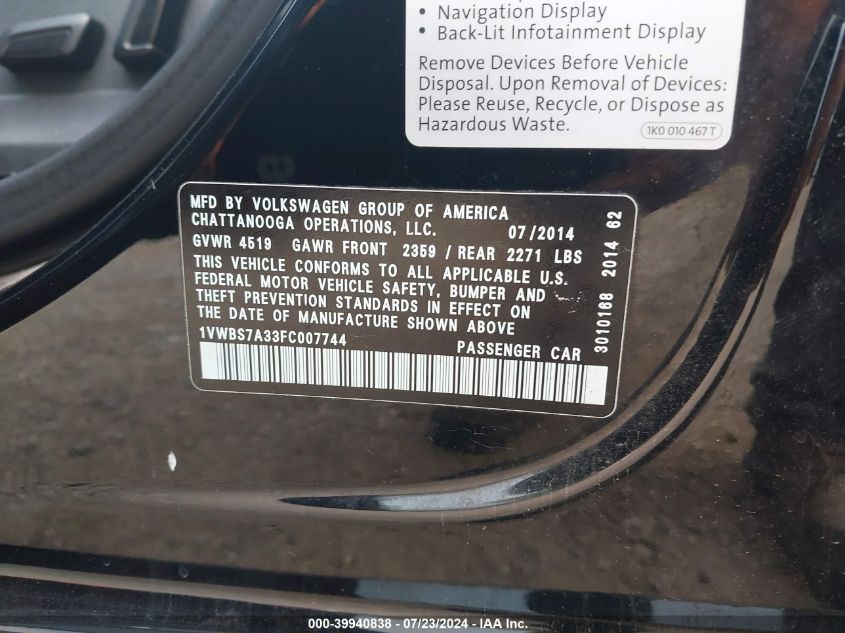 • Navigation Display
• Back-Lit Infotainment Display
Remove Devices Before Vehicle
Disposal. Upon Removal of Devices:
Please Reuse, Recycle, or Dispose as
Hazardous Waste.
1K0 010 467 T
MFD BY VOLKSWAGEN GROUP OF AMERICA
CHATTANOOGA OPERATIONS, LLC. 07/2014
GVWR 4519 GAWR FRONT 2359 / REAR 2271 LBS
THIS VEHICLE CONFORMS TO ALL APPLICABLE U.S.
FEDERAL MOTOR VEHICLE SAFETY, BUMPER AND
THEFT PREVENTION STANDARDS IN EFFECT ON
THE DATE OF MANUFACTURE SHOWN ABOVE
1VWBS7A33FC007744 PASSENGER CAR
3010168 2014 62
000-39940838 - 07/23/2024 - IAA Inc.